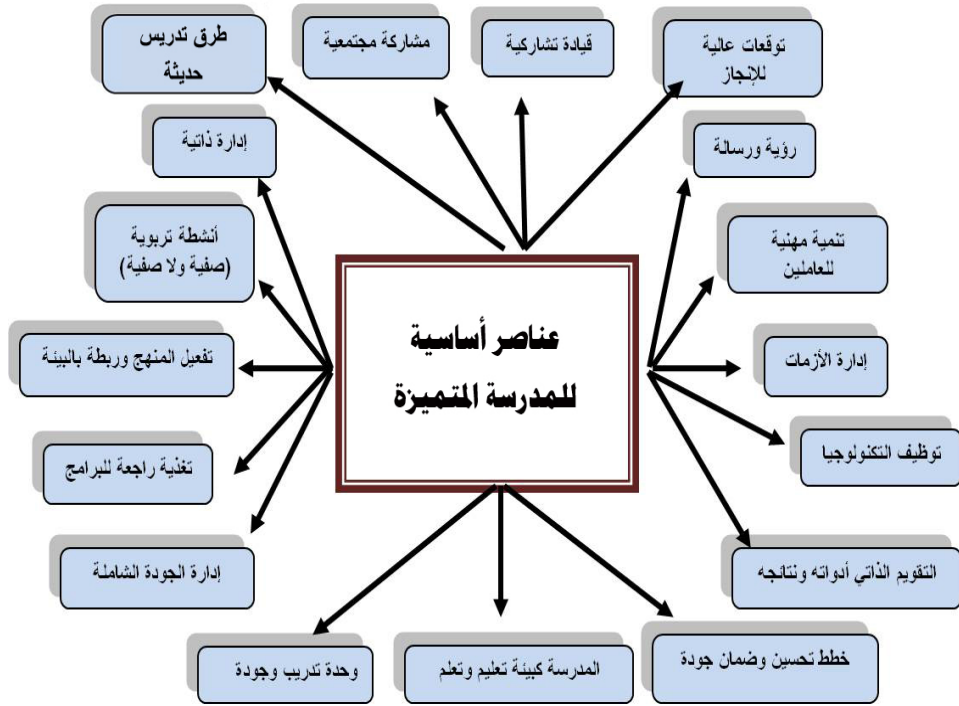 توقعات عالية
للإنجاز
قيادة تشاركية
مشاركة مجتمعية
طرق تدريس
حديثة
رؤية ورسالة
إدارة ذاتية
تنمية مهنية
للعاملين
أنشطة تربوية
(صفية ولا صفية)
عناصر أساسية
للمدرسة المتميزة
إدارة الأزمات
تفعيل المنهج وربطة بالبيئة
توظيف التكنولوجيا
تغذية راجعة للبرامج
التقويم الذاتي أدواته ونتائجه
إدارة الجودة الشاملة
خطط تحسين وضمان جودة
المدرسة كبيئة تعليم وتعلم
وحدة تدريب وجودة